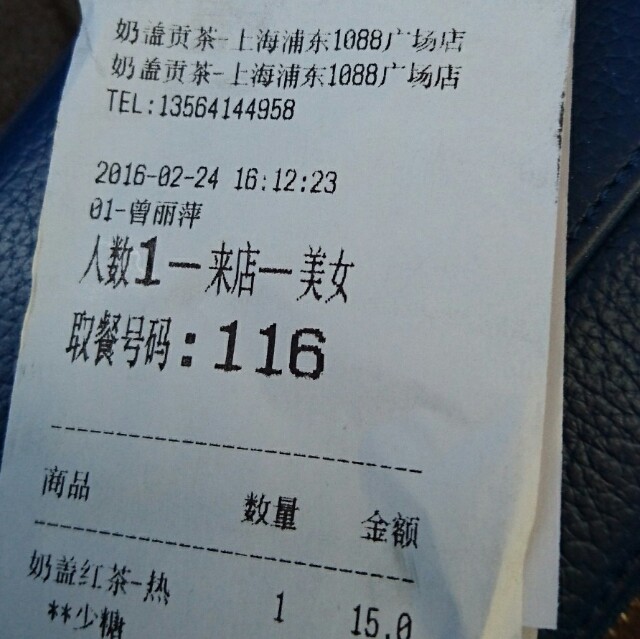 奶盖贡茶-上海浦东1088广场店
奶盖贡茶-上海浦东1088广场店
TEL:13564144958
2016-02-24 16:12:23
01-曾丽萍
人数1-来店-美女
取餐号码:116
商品 数量 金额
奶盖红茶-热 1 15.0
**少糖